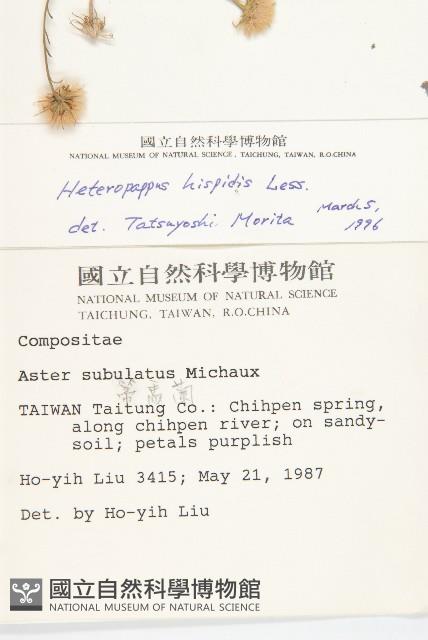 國立自然科學博物館
NATIONAL MUSEUM OF NATURAL SCIENCE, TAICHUNG, TAIWAN, R.O.CHINA
Heteropappus hispidis Less.
det. Tatsuyoshi Morita March 5,
1996
國立自然科學博物館
NATIONAL MUSEUM OF NATURAL SCIENCE
TAICHUNG, TAIWAN, R.O.CHINA
Compositae
Aster subulatus Michaux
TAIWAN Taitung Co.: Chihpen spring,
along chihpen river; on sandy-
soil; petals purplish
Ho-yih Liu 3415; May 21, 1987
Det. by Ho-yih Liu
國立自然科學博物館
NATIONAL MUSEUM OF NATURAL SCIENCE